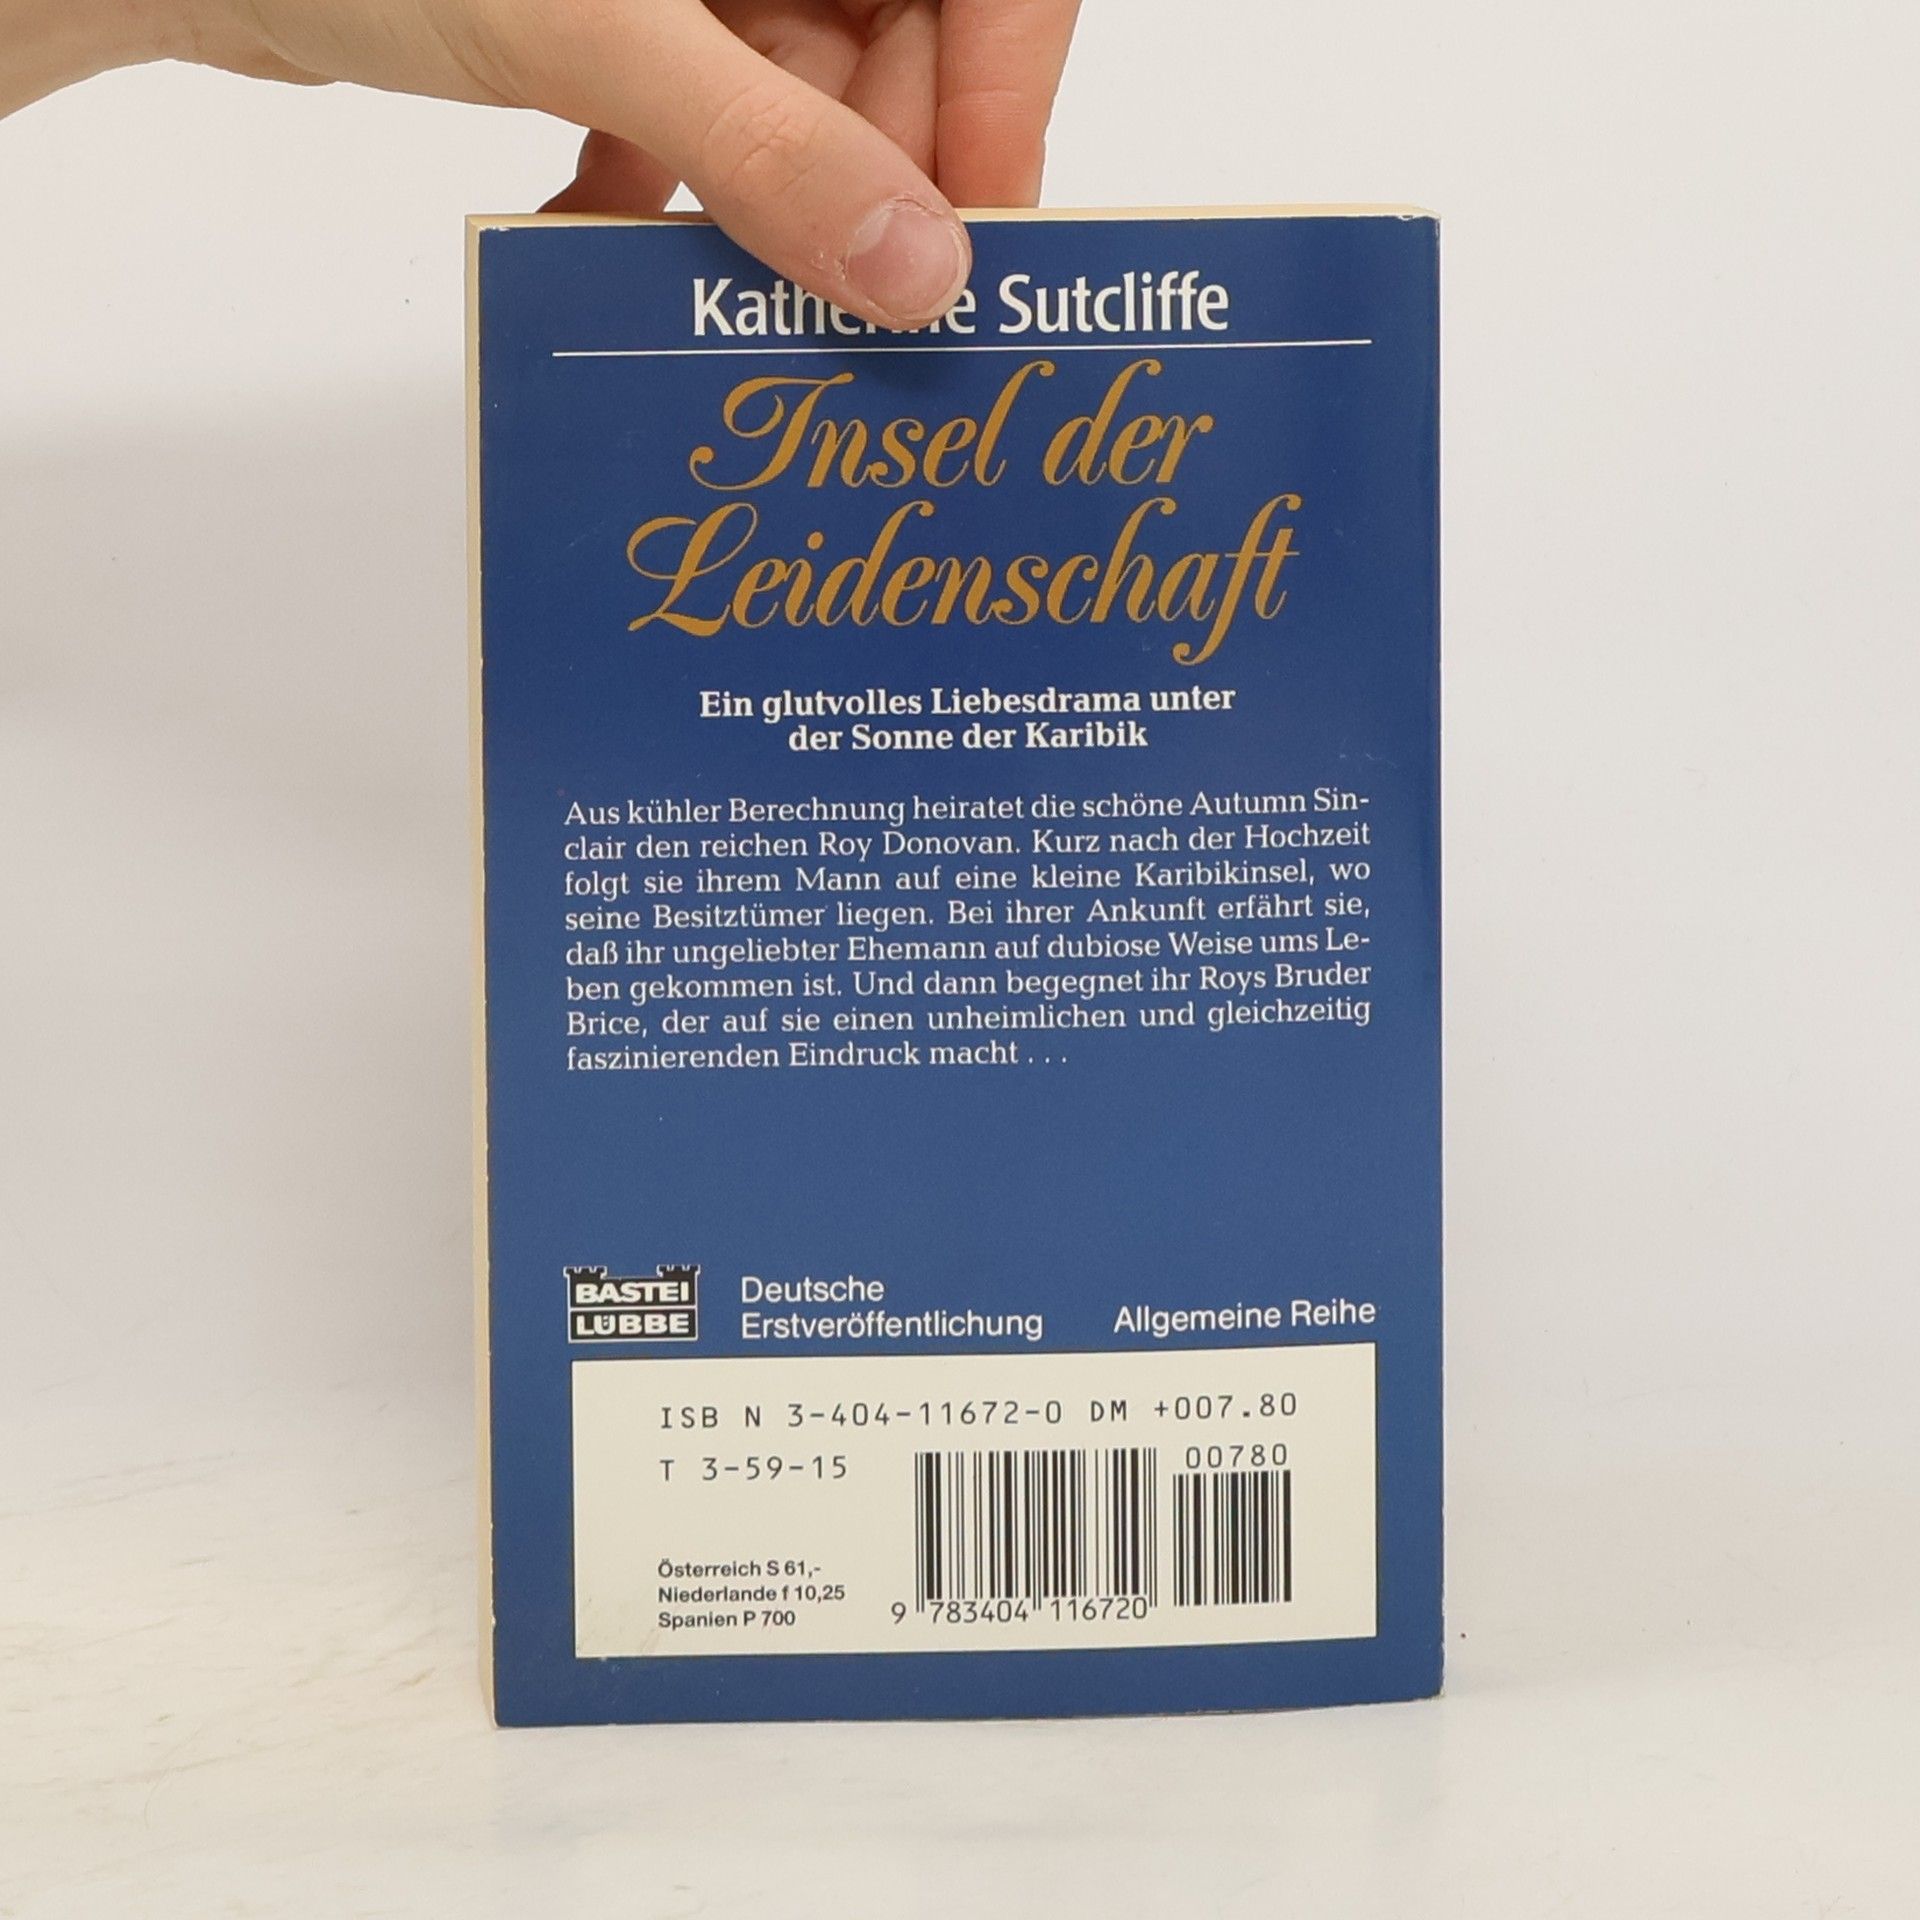 Katherine Sutcliffe
Insel der
Leidenschaft
Ein glutvolles Liebesdrama unter
der Sonne der Karibik
Aus kühler Berechnung heiratet die schöne Autumn Sin-
clair den reichen Roy Donovan. Kurz nach der Hochzeit
folgt sie ihrem Mann auf eine kleine Karibikinsel, wo
seine Besitztümer liegen. Bei ihrer Ankunft erfährt sie,
daß ihr ungeliebter Ehemann auf dubiose Weise ums Le-
ben gekommen ist. Und dann begegnet ihr Roys Bruder
Brice, der auf sie einen unheimlichen und gleichzeitig
faszinierenden Eindruck macht . . .
BASTEI
LÜBBE
Deutsche
Erstveröffentlichung
Allgemeine Reihe
ISB N 3-404-11672-0 DM +007.80
T 3-59-15
00780
Österreich S 61,-
Niederlande f 10,25
Spanien P 700
9 783404 116720